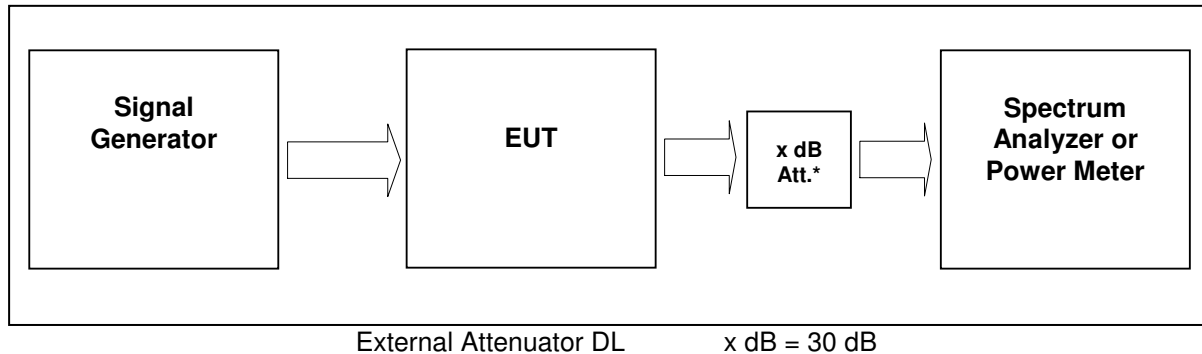 Signal
Generator
EUT
x dB
Att.*
Spectrum
Analyzer or
Power Meter
External Attenuator DL x dB = 30 dB